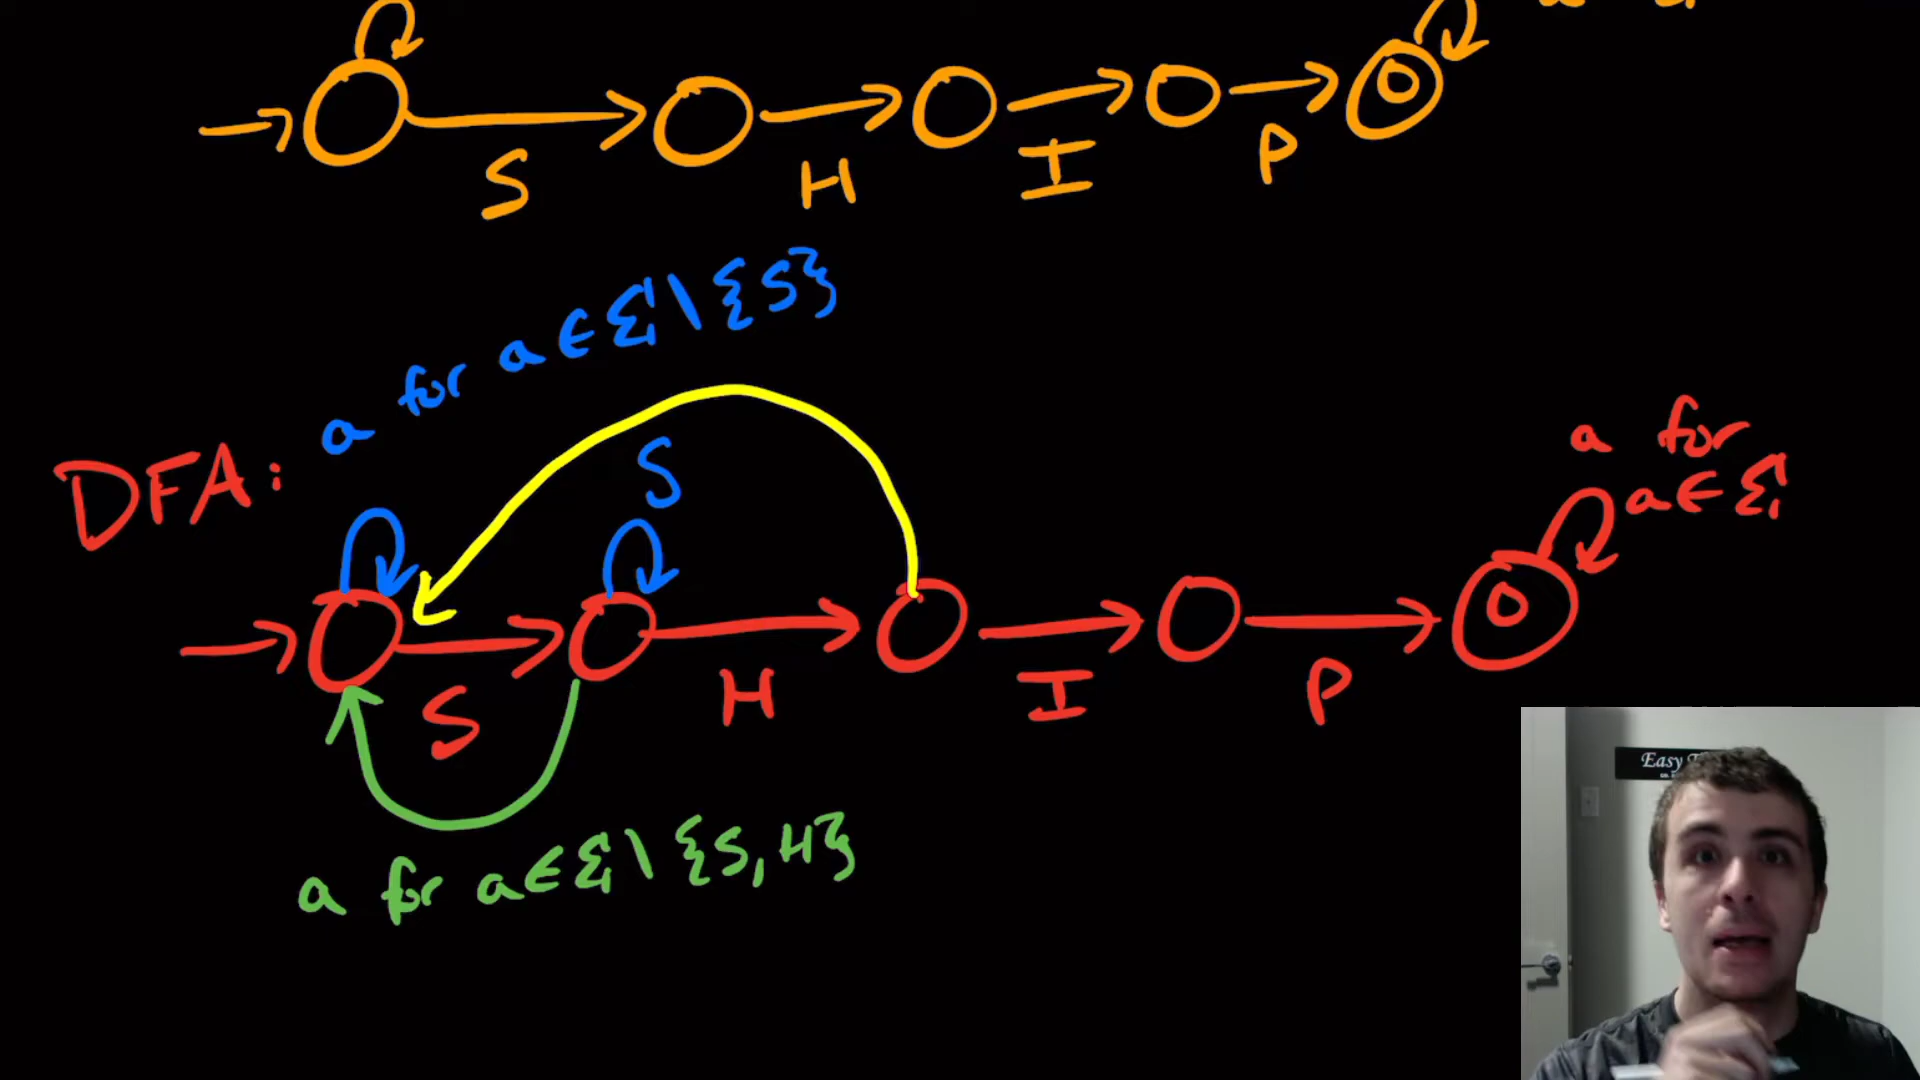 S H I P
a for a ∈ Σ \ {S}
DFA:
S
a for
a ∈ Σ
S H I P
a for a ∈ Σ \ {S, H}
Easy